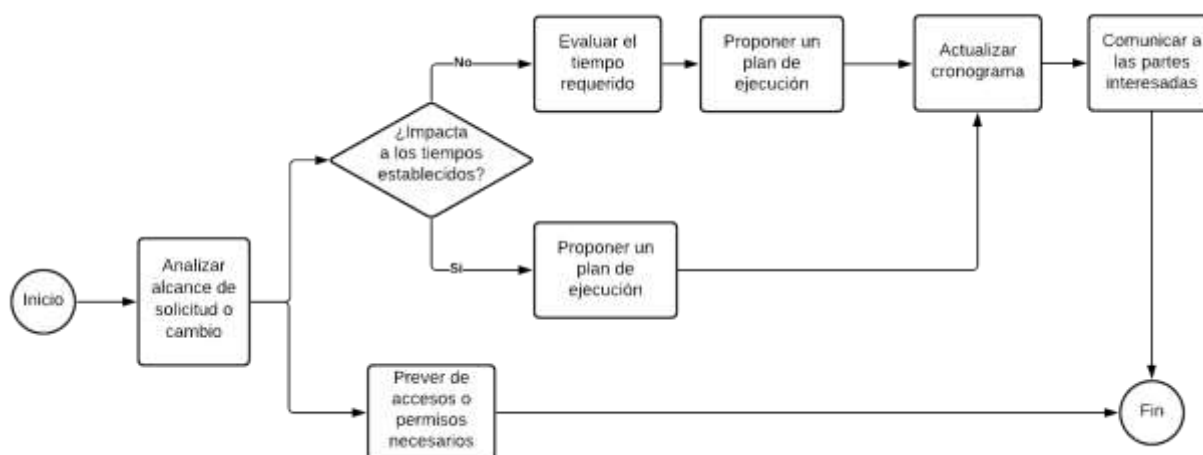 Evaluar el
tiempo
requerido
Proponer un
plan de
ejecución
Actualizar
cronograma
Comunicar a
las partes
interesadas
No
¿Impacta
a los tiempos
establecidos?
Si
Proponer un
plan de
ejecución
Inicio
Analizar
alcance de
solicitud o
cambio
Prever de
accesos o
permisos
necesarios
Fin